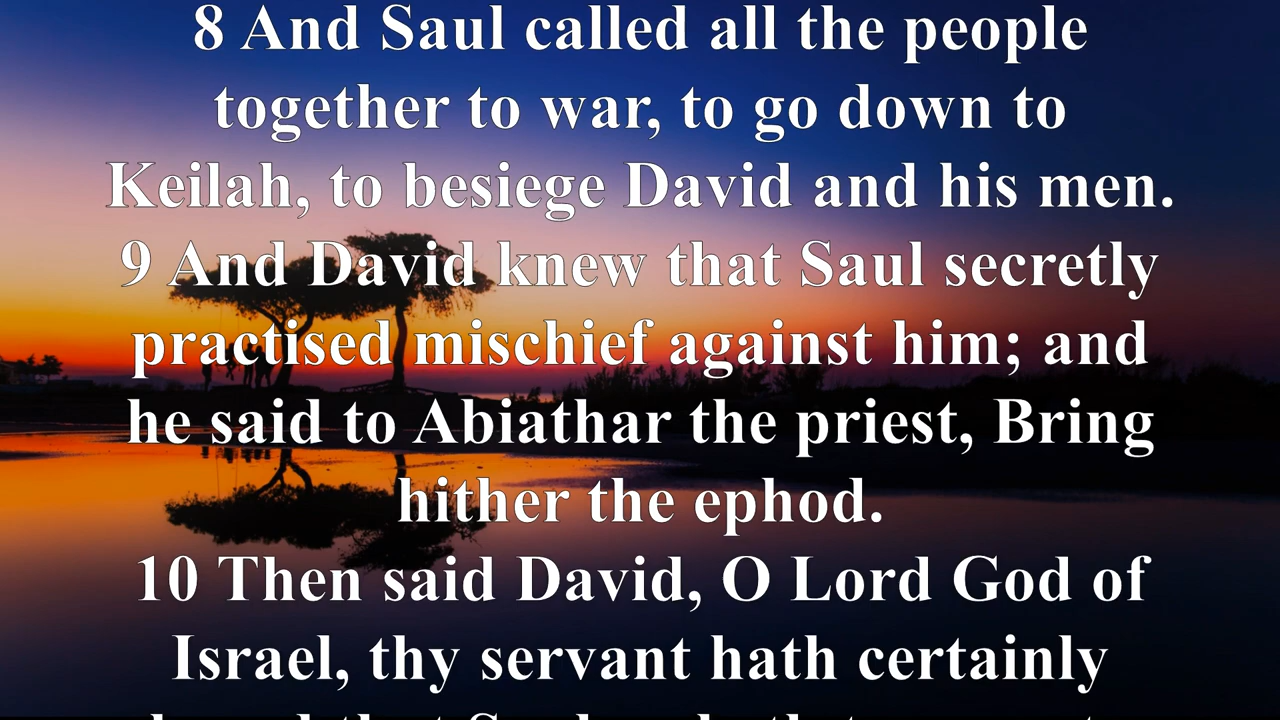 8 And Saul called all the people
together to war, to go down to
Keilah, to besiege David and his men.
9 And David knew that Saul secretly
practised mischief against him; and
he said to Abiathar the priest, Bring
hither the ephod.
10 Then said David, O Lord God of
Israel, thy servant hath certainly